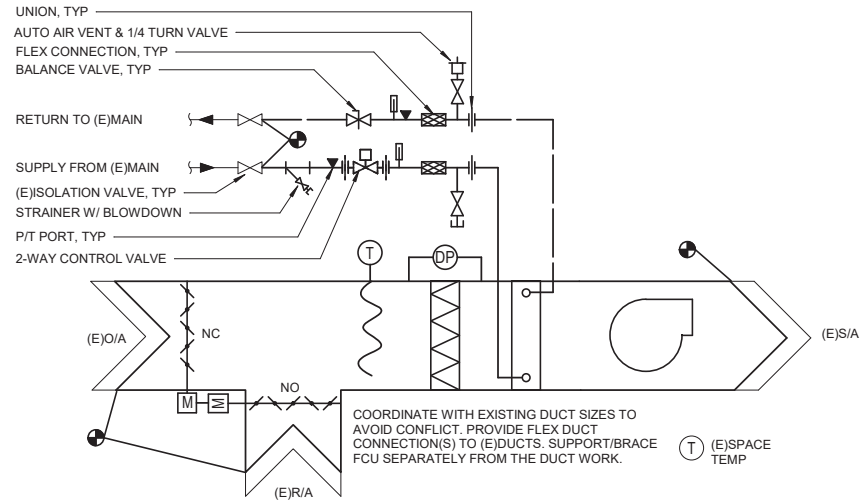 UNION, TYP
AUTO AIR VENT & 1/4 TURN VALVE
FLEX CONNECTION, TYP
BALANCE VALVE, TYP
RETURN TO (E)MAIN
SUPPLY FROM (E)MAIN
(E)ISOLATION VALVE, TYP
STRAINER W/ BLOWDOWN
P/T PORT, TYP
2-WAY CONTROL VALVE
T
DP
(E)O/A
NC
(E)S/A
M
M
NO
COORDINATE WITH EXISTING DUCT SIZES TO
AVOID CONFLICT. PROVIDE FLEX DUCT
CONNECTION(S) TO (E)DUCTS. SUPPORT/BRACE
FCU SEPARATELY FROM THE DUCT WORK.
T
(E)SPACE
TEMP
(E)R/A